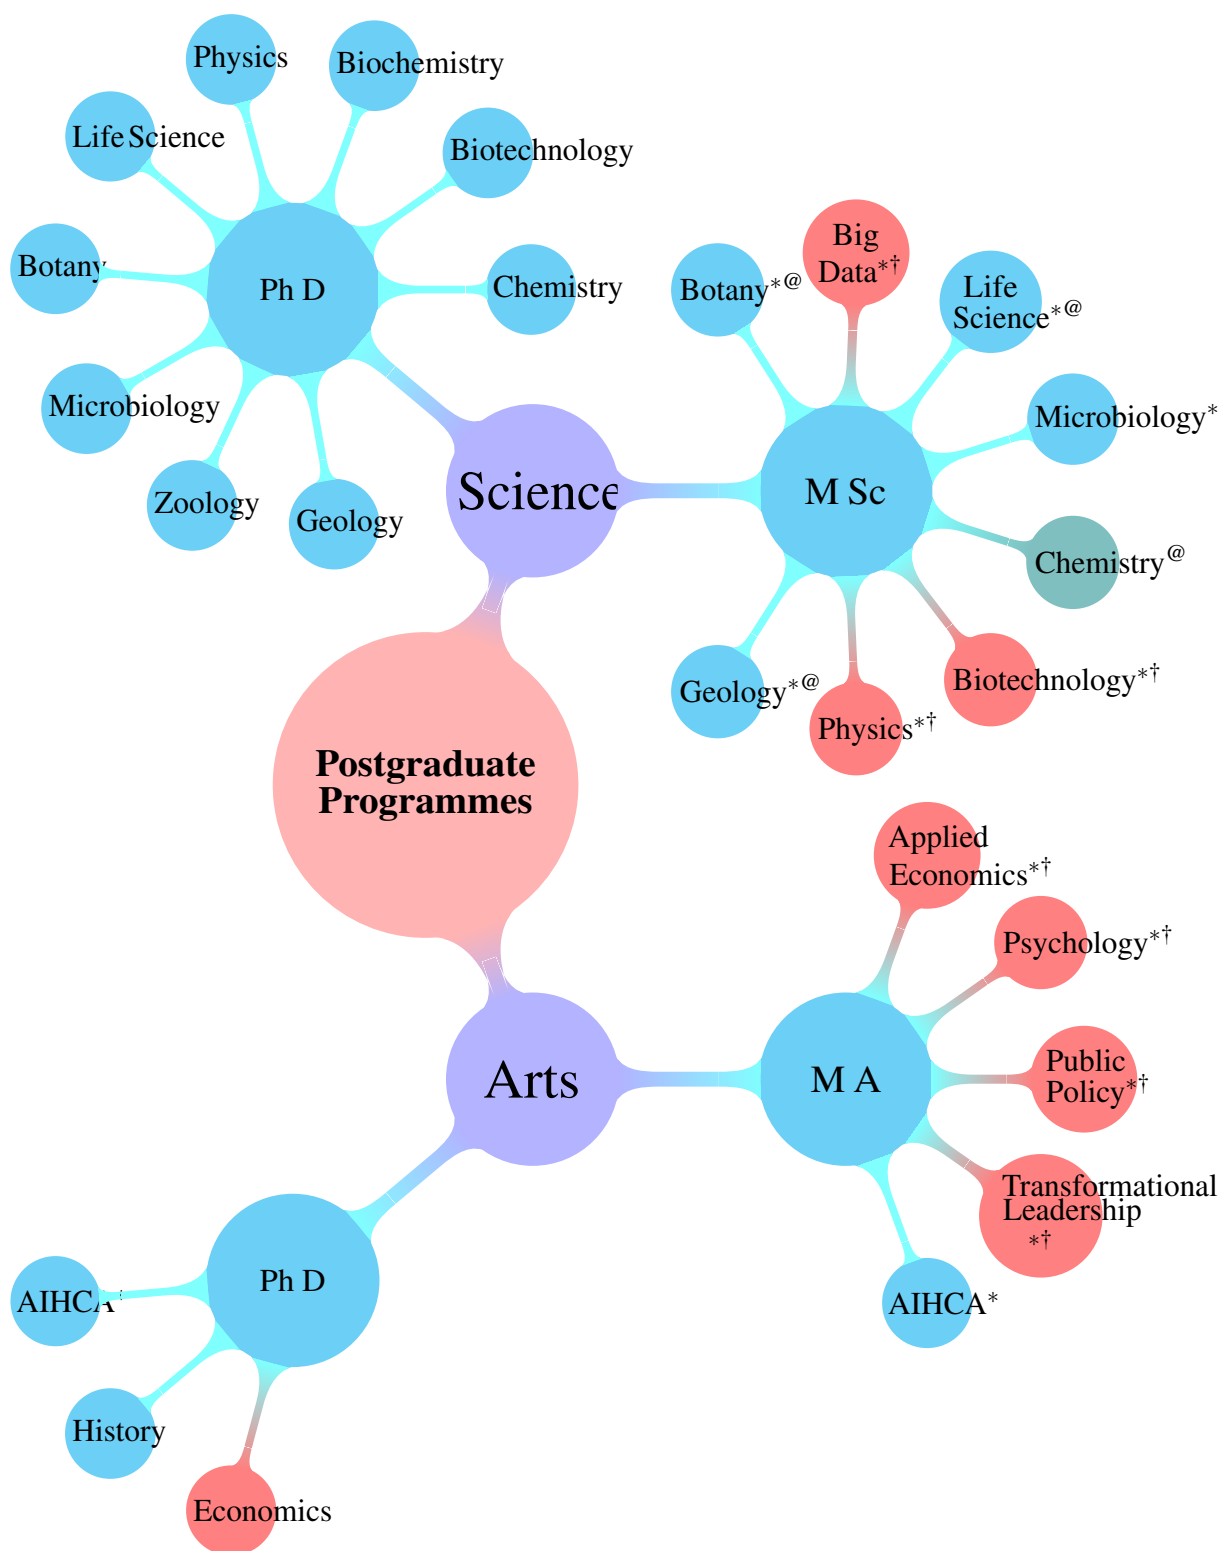 Physics
Biochemistry
Life Science
Biotechnology
Botany
Ph D
Chemistry
Microbiology
Zoology
Geology
Science
Big
Data*†
Botany*@
Life
Science*@
Microbiology*
M Sc
Chemistry@
Biotechnology*†
Geology*@
Physics*†
Postgraduate
Programmes
Applied
Economics*†
Psychology*†
Public
Policy*†
Arts
M A
Transformational
Leadership
*†
AIHCA*
Ph D
AIHCA
History
Economics